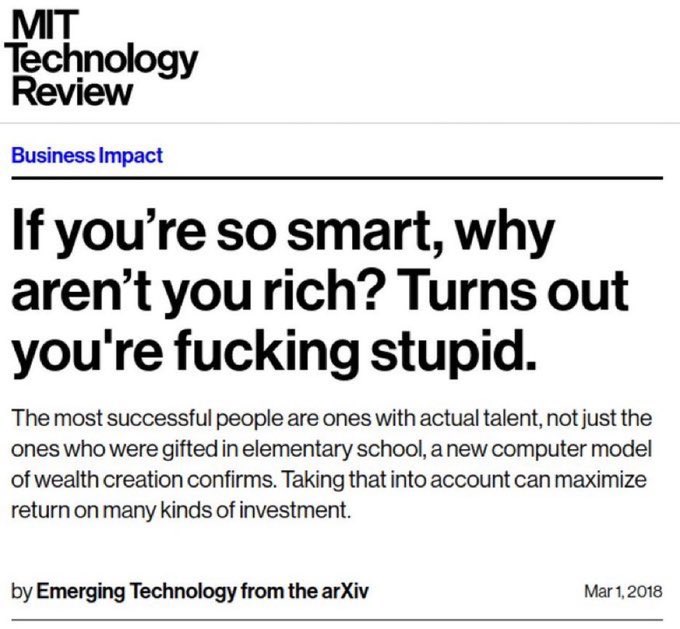 MIT
Technology
Review
Business Impact
If you’re so smart, why
aren’t you rich? Turns out
you're fucking stupid.
The most successful people are ones with actual talent, not just the
ones who were gifted in elementary school, a new computer model
of wealth creation confirms. Taking that into account can maximize
return on many kinds of investment.
by Emerging Technology from the arXiv Mar 1, 2018